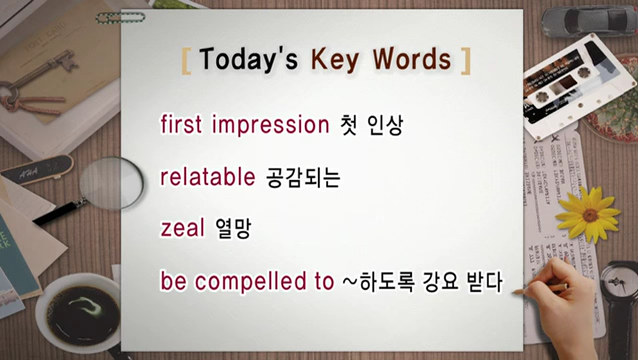 [ Today's Key Words ]
first impression 첫 인상
relatable 공감되는
zeal 열망
be compelled to ~하도록 강요 받다